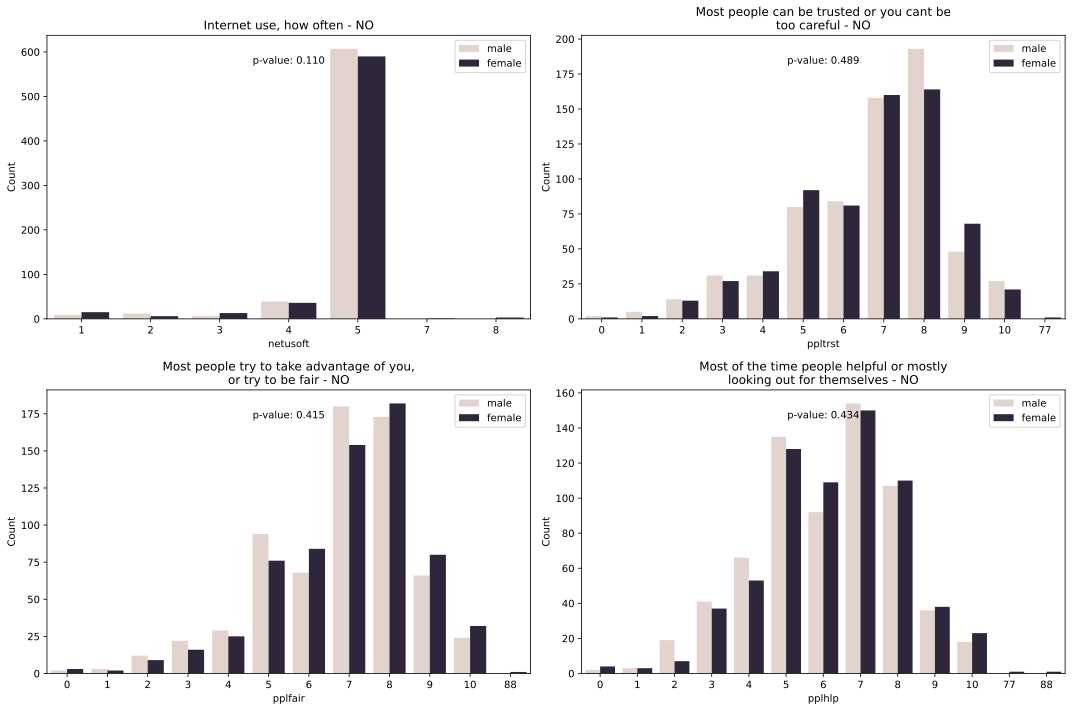 Internet use, how often - NO
p-value: 0.110
male
female
Count
600
500
400
300
200
100
0
1 2 3 4 5 7 8
netusoft
Most people can be trusted or you cant be
too careful - NO
p-value: 0.489
male
female
Count
200
175
150
125
100
75
50
25
0
0 1 2 3 4 5 6 7 8 9 10 77
ppltrst
Most people try to take advantage of you,
or try to be fair - NO
p-value: 0.415
male
female
Count
175
150
125
100
75
50
25
0
0 1 2 3 4 5 6 7 8 9 10 88
pplfair
Most of the time people helpful or mostly
looking out for themselves - NO
p-value: 0.434
male
female
Count
160
140
120
100
80
60
40
20
0
0 1 2 3 4 5 6 7 8 9 10 77 88
pplhlp